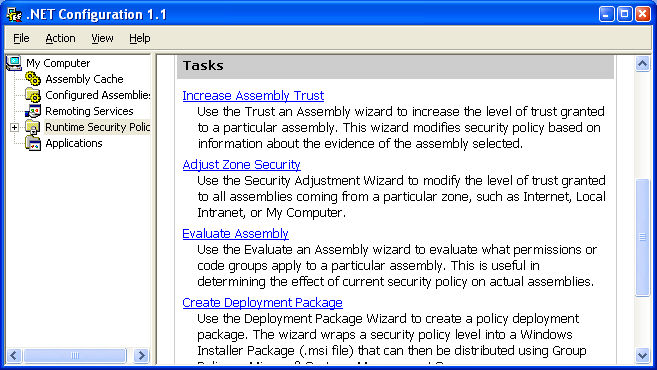 .NET Configuration 1.1
File Action View Help
My Computer
Assembly Cache
Configured Assemblies
Remoting Services
Runtime Security Polic
Applications
Tasks
Increase Assembly Trust
Use the Trust an Assembly wizard to increase the level of trust granted
to a particular assembly. This wizard modifies security policy based on
information about the evidence of the assembly selected.
Adjust Zone Security
Use the Security Adjustment Wizard to modify the level of trust granted
to all assemblies coming from a particular zone, such as Internet, Local
Intranet, or My Computer.
Evaluate Assembly
Use the Evaluate an Assembly wizard to evaluate what permissions or
code groups apply to a particular assembly. This is useful in
determining the effect of current security policy on actual assemblies.
Create Deployment Package
Use the Deployment Package Wizard to create a policy deployment
package. The wizard wraps a security policy level into a Windows
Installer Package (.msi file) that can then be distributed using Group